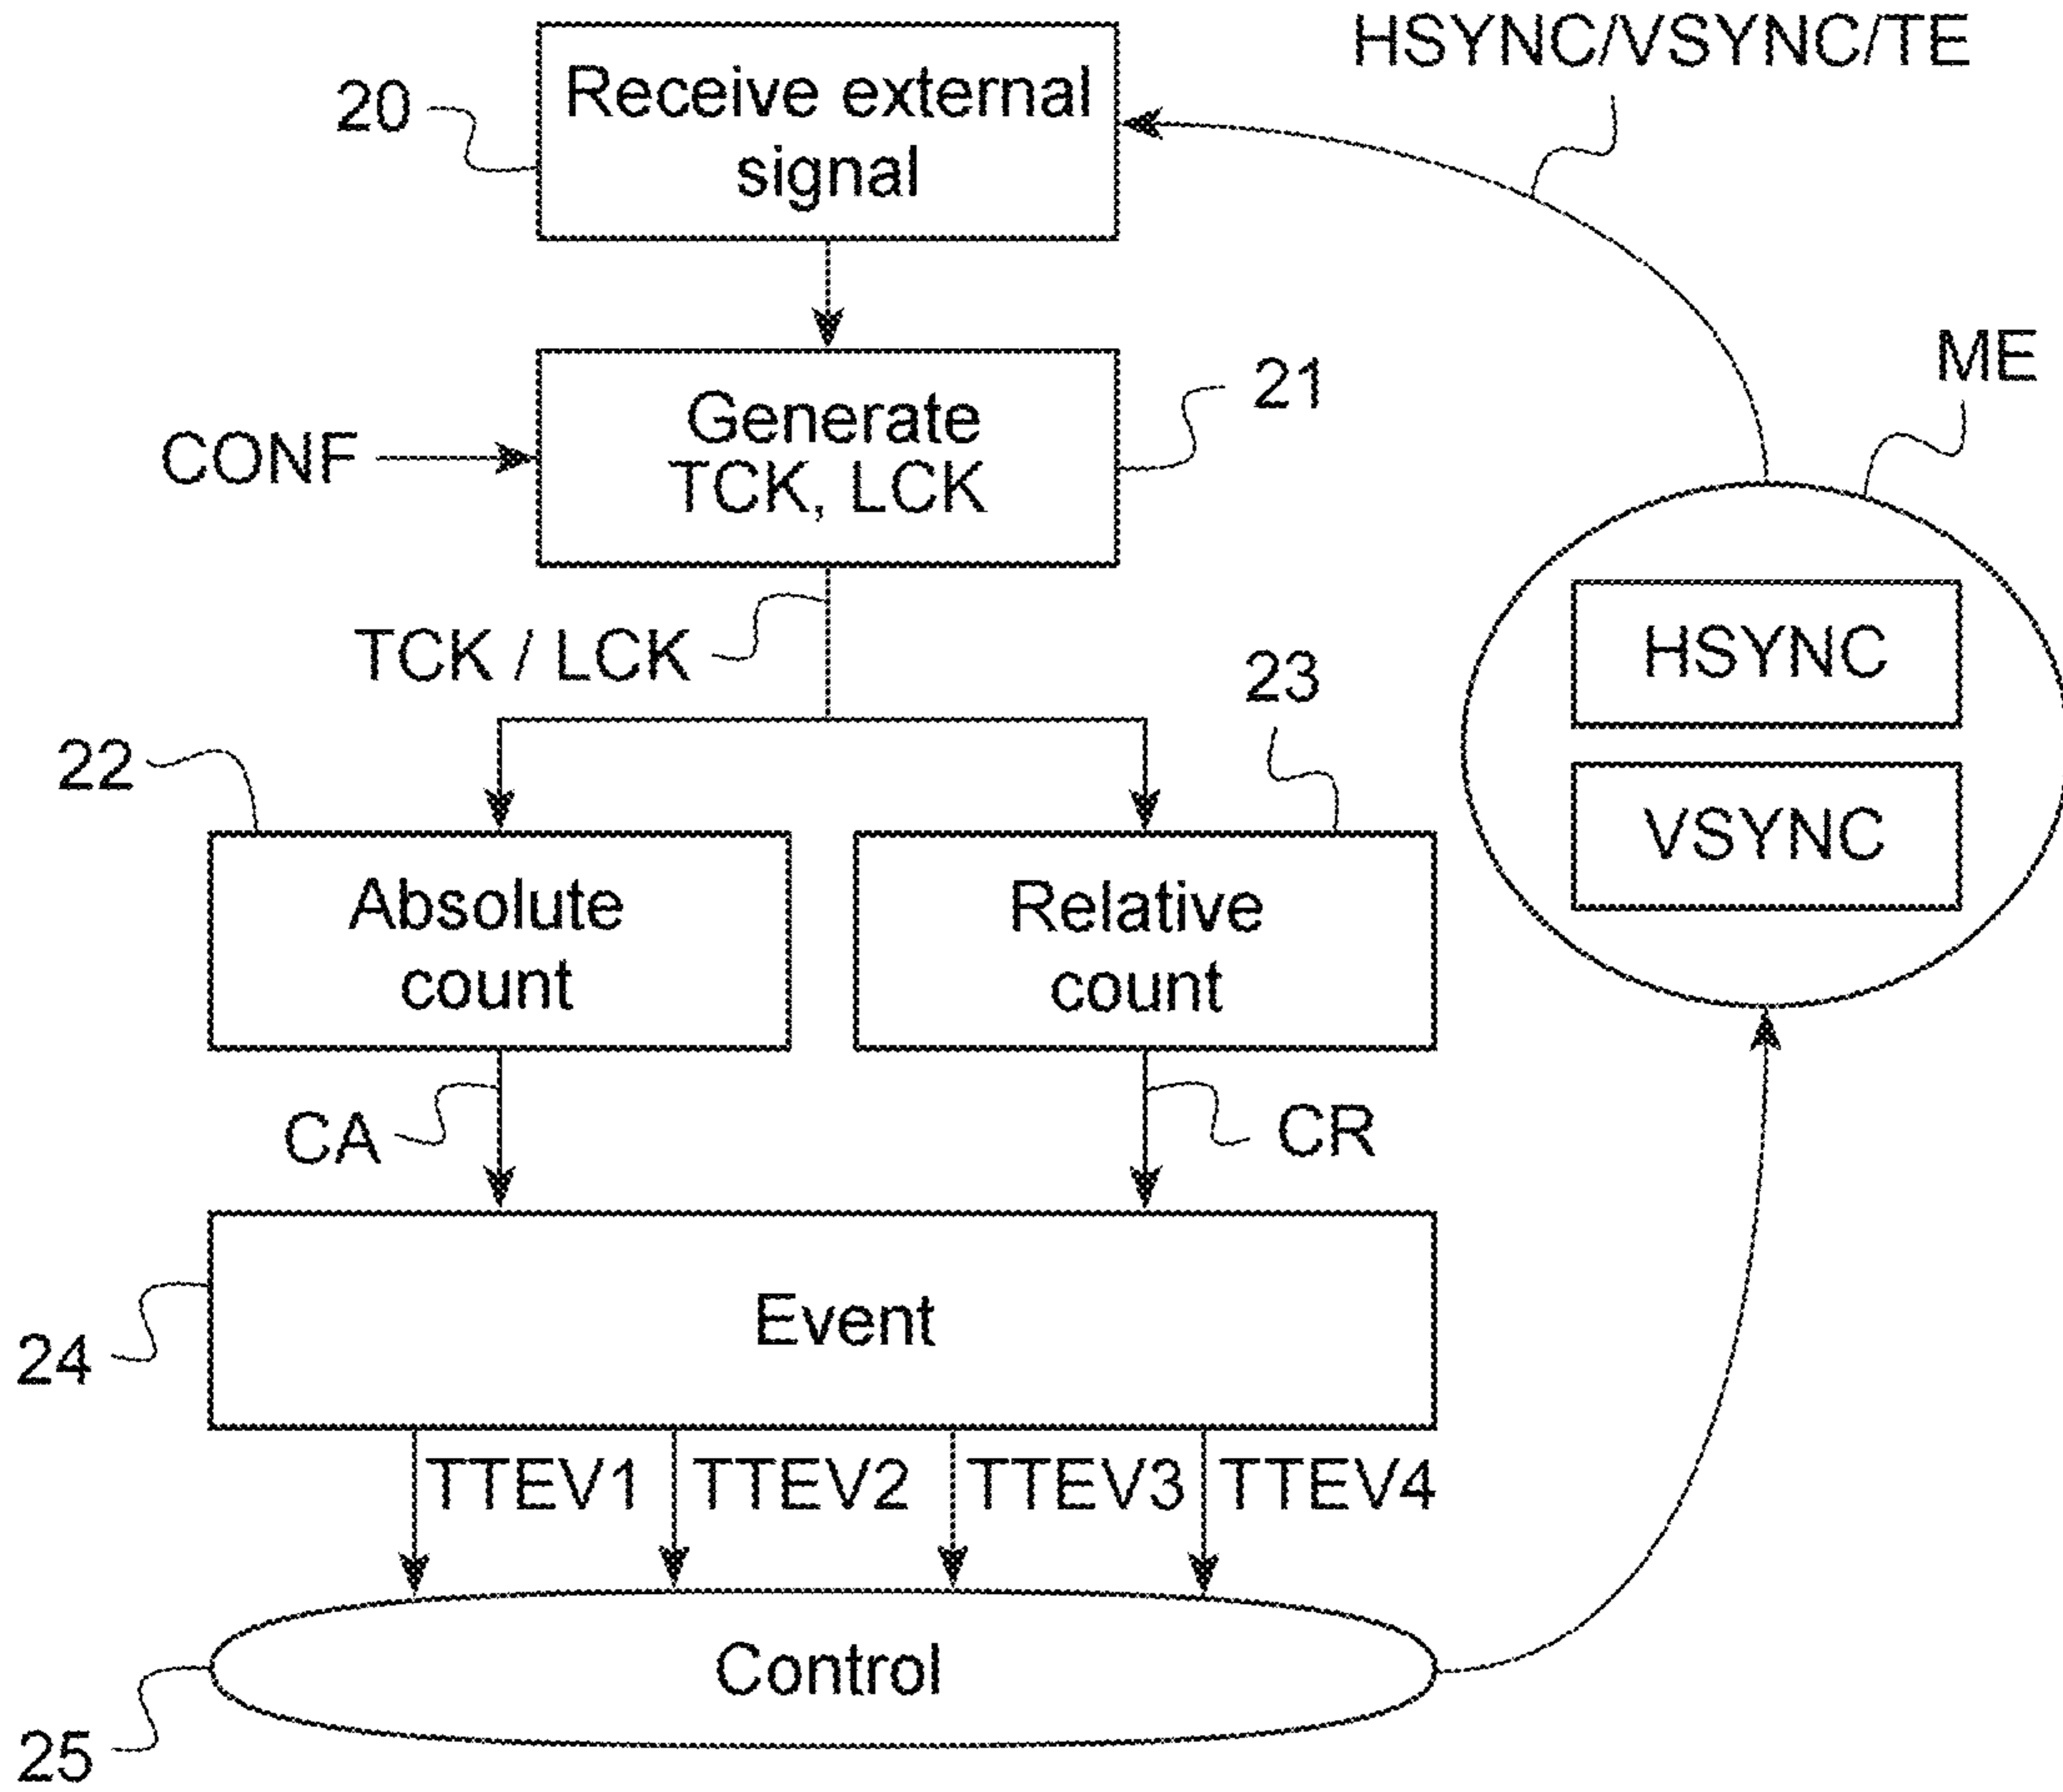 HSYNC/VSYNC/TE
20
Receive external
signal
ME
21
CONF
Generate
TCK, LCK
TCK / LCK
HSYNC
23
22
VSYNC
Absolute
count
Relative
count
CA
CR
24
Event
TTEV1
TTEV2
TTEV3
TTEV4
Control
25